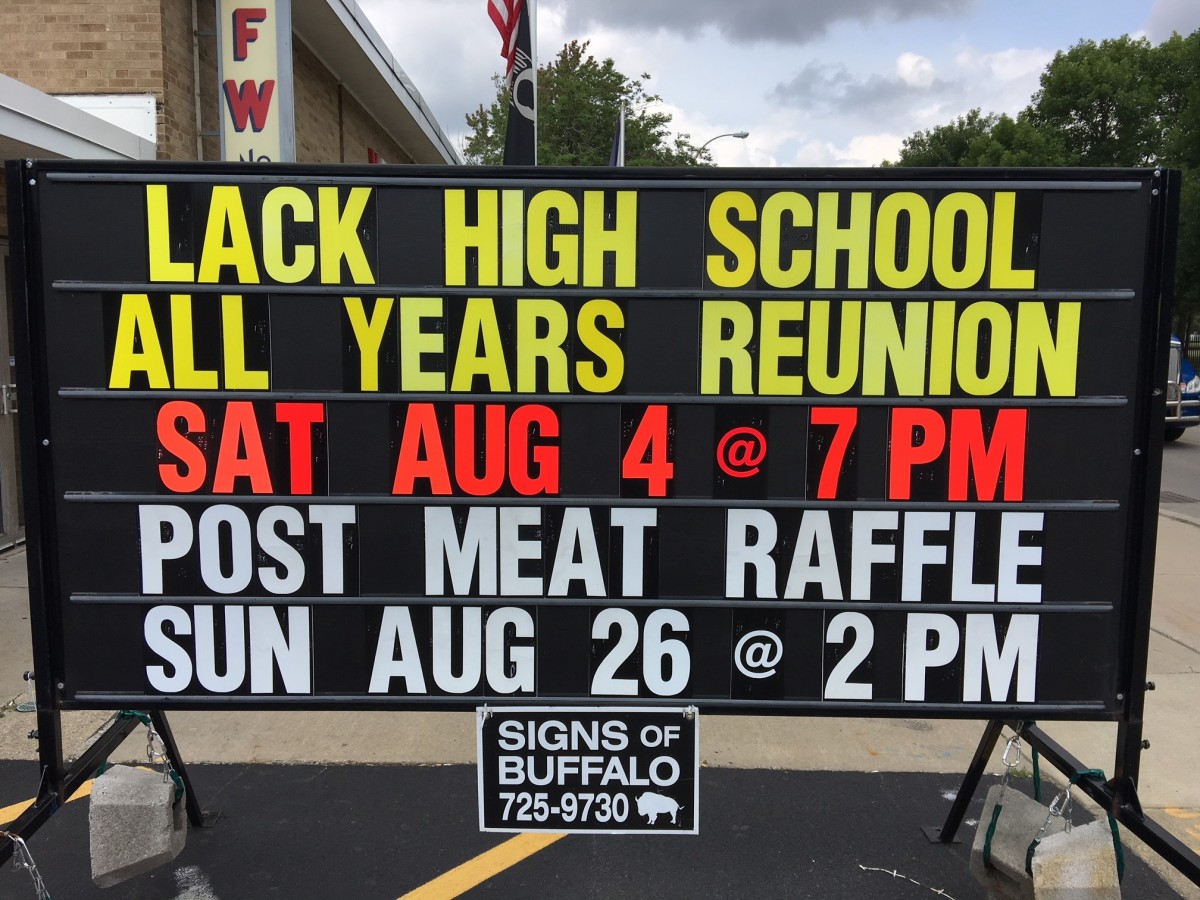 F
W
No
LACK HIGH SCHOOL
ALL YEARS REUNION
SAT AUG 4 @ 7 PM
POST MEAT RAFFLE
SUN AUG 26 @ 2 PM
SIGNS OF
BUFFALO
725-9730